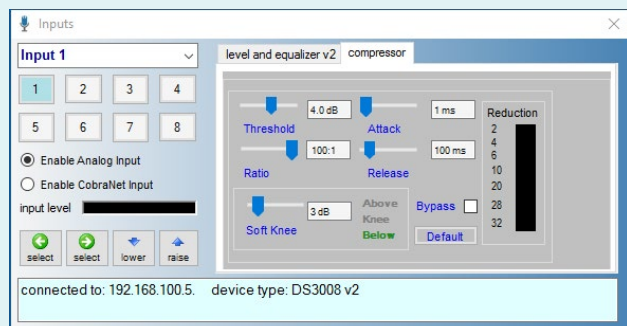 Inputs
Input 1
1 2 3 4
5 6 7 8
Enable Analog Input
Enable CobraNet Input
input level
select select lower raise
level and equalizer v2 compressor
4.0 dB 1 ms
Threshold Attack
100:1 100 ms
Ratio Release
3 dB
Soft Knee
Above
Knee
Below
Bypass
Default
Reduction
2
4
6
10
20
28
32
connected to: 192.168.100.5. device type: DS3008 v2